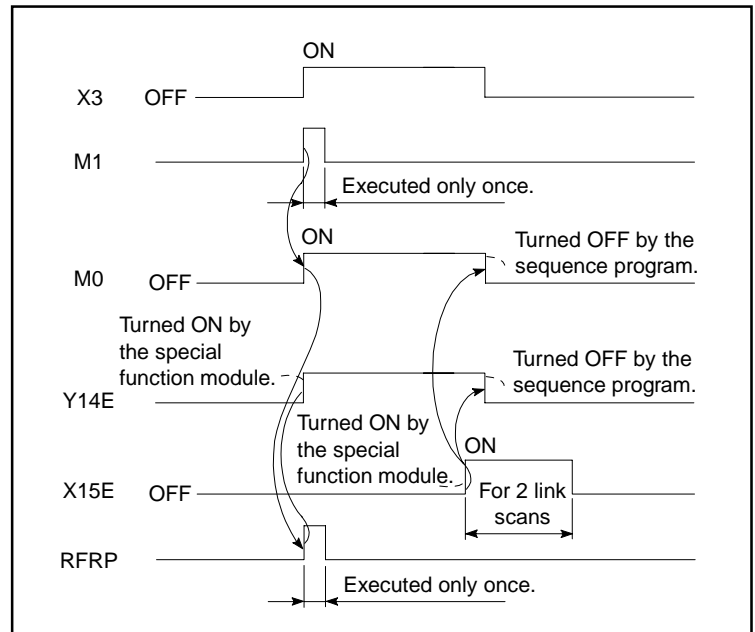 ON
X3 OFF
M1
Executed only once.
ON
Turned OFF by the
sequence program.
M0 OFF
Turned ON by
the special
function module.
Turned OFF by the
sequence program.
Y14E
Turned ON by
the special
function module.
ON
X15E OFF
For 2 link
scans
RFRP
Executed only once.